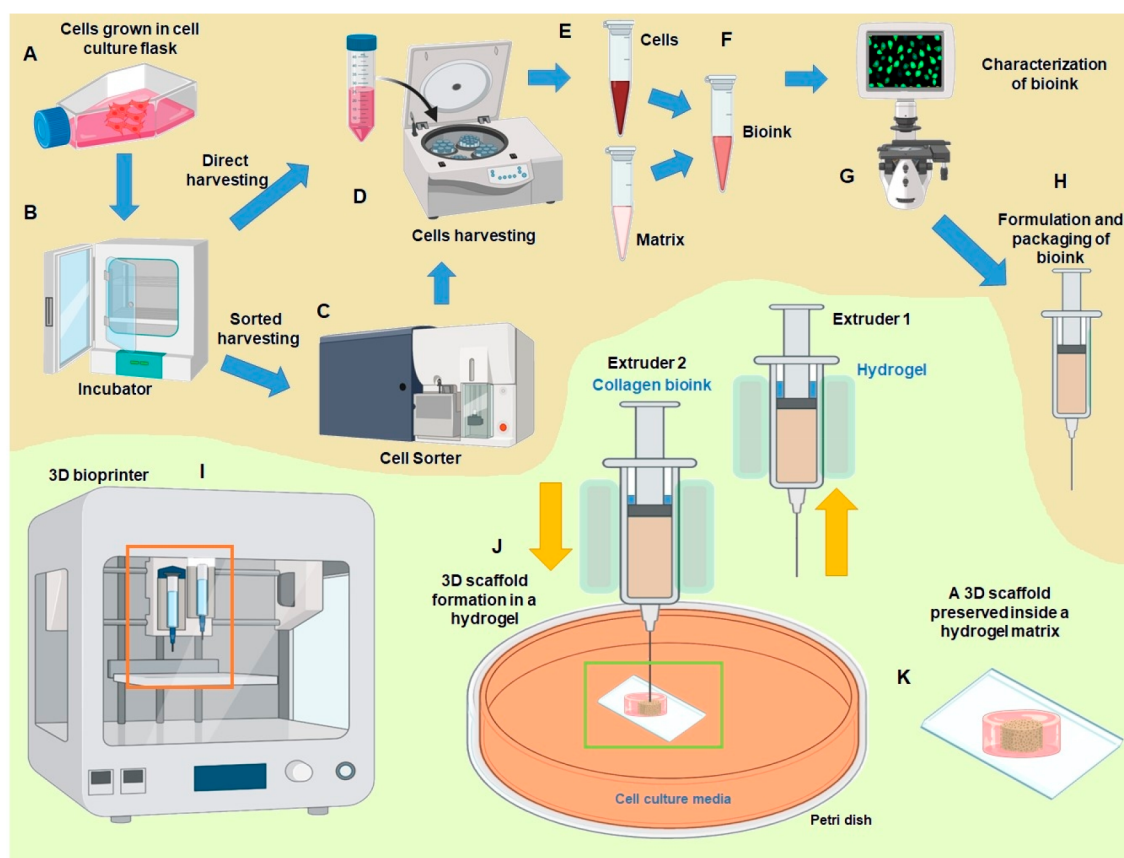 A
Cells grown in cell
culture flask
Direct
harvesting
B
Incubator
Sorted
harvesting
C
Cell Sorter
D
Cells harvesting
E
Cells
Matrix
F
Bioink
G
Characterization
of bioink
H
Formulation and
packaging of
bioink
3D bioprinter
I
Extruder 2
Collagen bioink
Extruder 1
Hydrogel
J
3D scaffold
formation in a
hydrogel
Cell culture media
Petri dish
A 3D scaffold
preserved inside a
hydrogel matrix
K